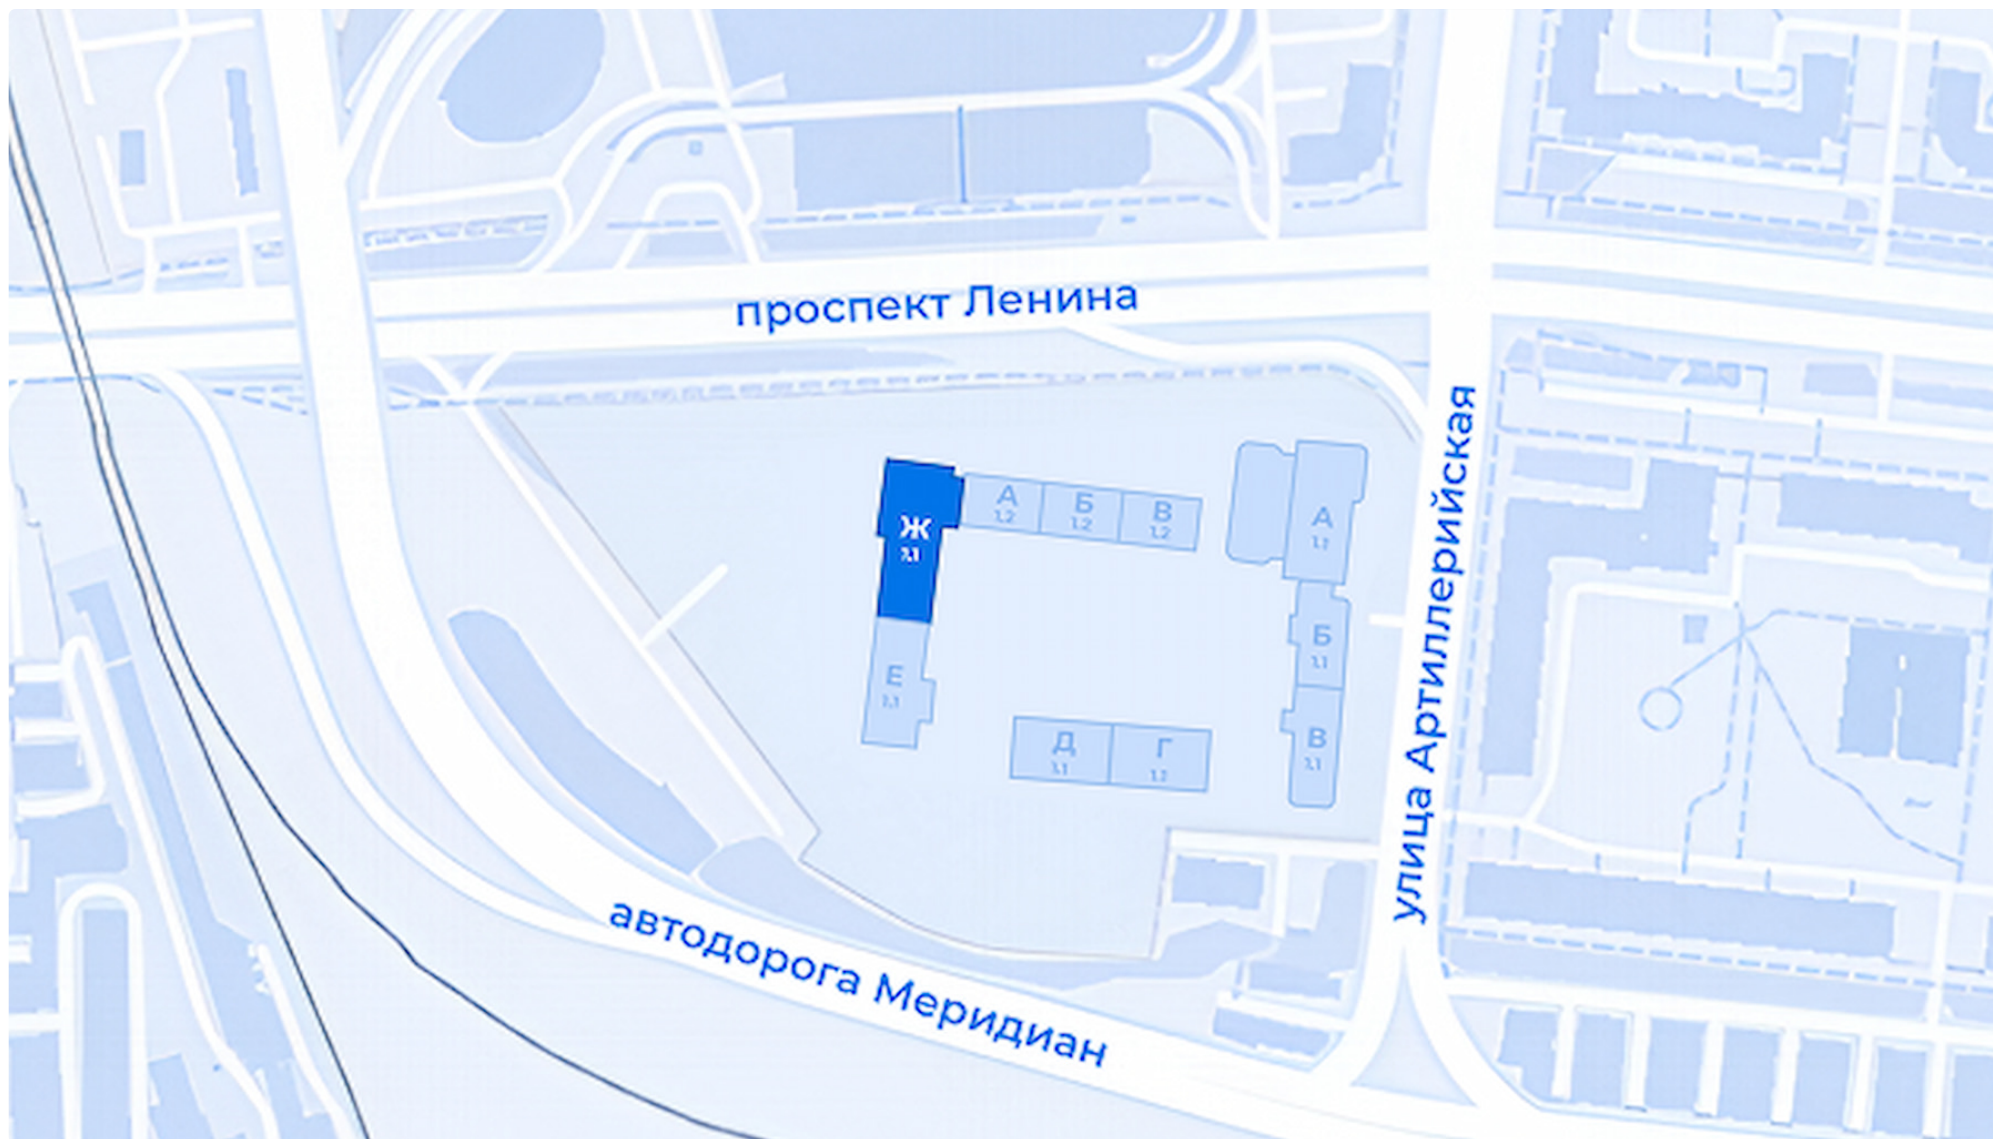 проспект Ленина
улица Артиллерийская
автодорога Меридиан
Ж
1.1
А
1.2
Б
1.2
В
1.2
А
1.1
Б
1.1
В
1.1
Е
1.1
Д
1.1
Г
1.1